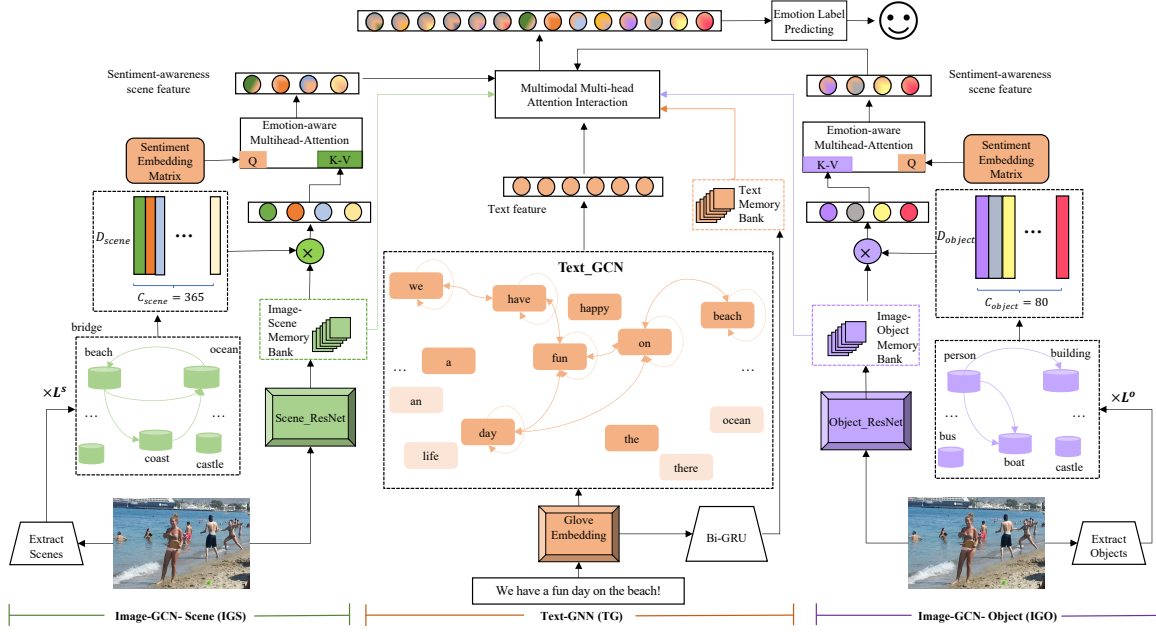 Emotion Label
Predicting
Sentiment-awareness
scene feature
Multimodal Multi-head
Attention Interaction
Sentiment-awareness
scene feature
Emotion-aware
Multihead-Attention
Q
K-V
Sentiment
Embedding
Matrix
Emotion-aware
Multihead-Attention
K-V
Q
Sentiment
Embedding
Matrix
Text feature
Text
Memory
Bank
D_scene
...
C_scene = 365
×
D_object
...
C_object = 80
×
Image-
Scene
Memory
Bank
Image-
Object
Memory
Bank
Text_GCN
we
have
happy
beach
on
fun
a
...
...
an
day
the
ocean
life
there
bridge
beach
ocean
...
...
coast
castle
×L^s
Scene_ResNet
Object_ResNet
person
building
...
...
bus
boat
castle
×L^o
Extract
Scenes
Glove
Embedding
Bi-GRU
Extract
Objects
We have a fun day on the beach!
Image-GCN- Scene (IGS)
Text-GNN (TG)
Image-GCN- Object (IGO)